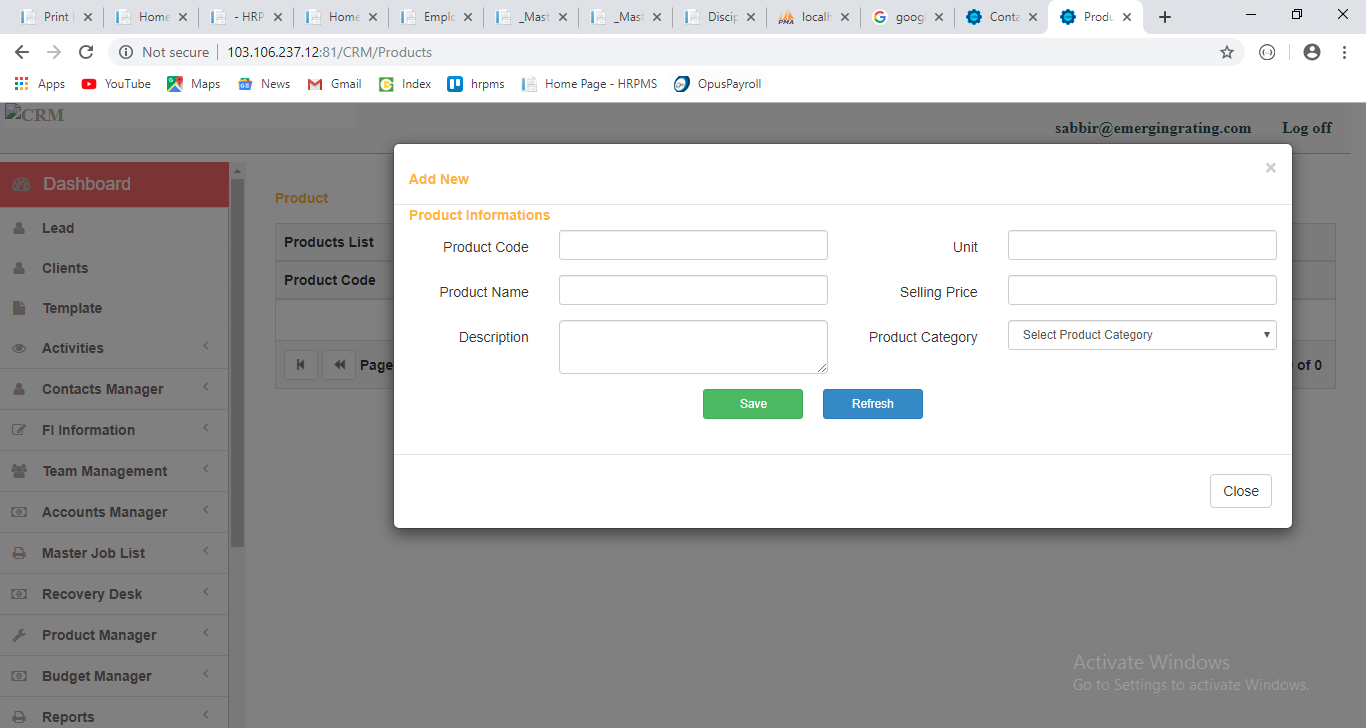 Print
Home
- HRP
Home
Emplo
_Mast
_Mast
Discip
localh
goog
Conta
Produ
Not secure
103.106.237.12:81/CRM/Products
Apps
YouTube
Maps
News
Gmail
Index
hrpms
Home Page - HRPMS
OpusPayroll
CRM
sabbir@emergingrating.com
Log off
Dashboard
Lead
Clients
Template
Activities
Contacts Manager
FI Information
Team Management
Accounts Manager
Master Job List
Recovery Desk
Product Manager
Budget Manager
Reports
Product
Products List
Product Code
Page
of 0
Add New
×
Product Informations
Product Code
Unit
Product Name
Selling Price
Description
Product Category
Select Product Category
Save
Refresh
Close
Activate Windows
Go to Settings to activate Windows.